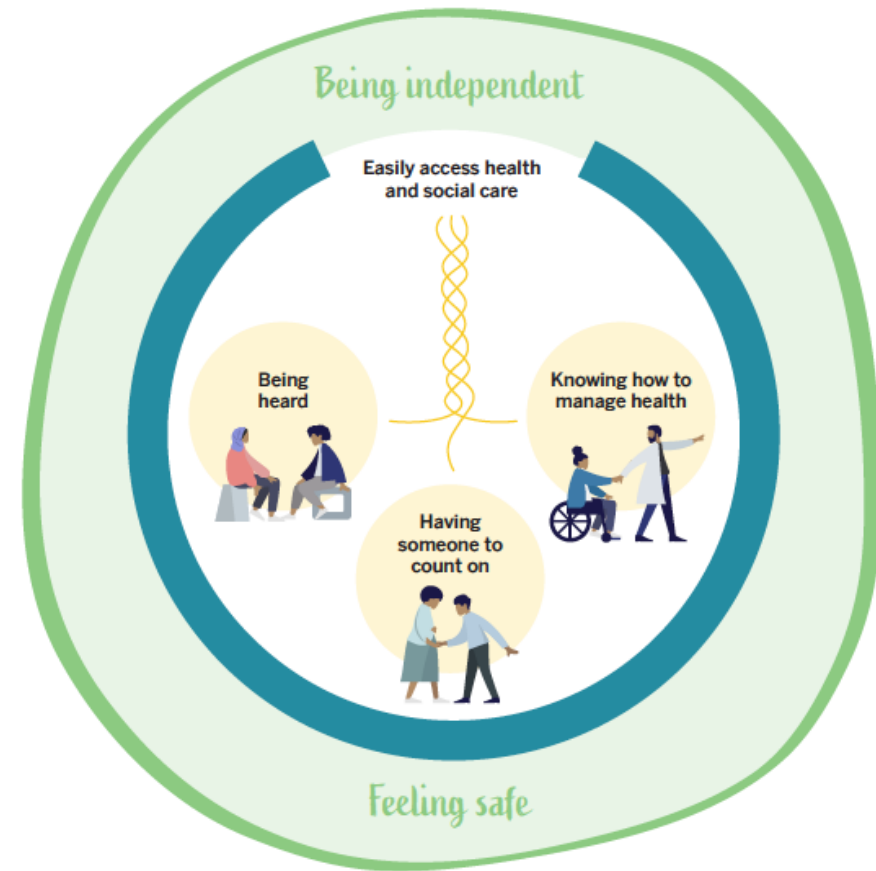 Being independent
Easily access health
and social care
Being
heard
Knowing how to
manage health
Having
someone to
count on
Feeling safe